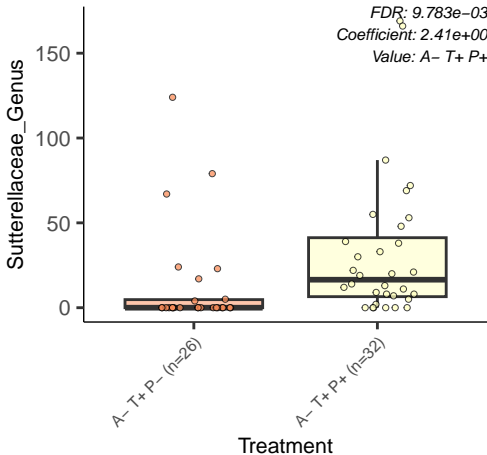 FDR: 9.783e−03
Coefficient: 2.41e+00
Value: A− T+ P+
150
100
50
0
Sutterellaceae_Genus
A− T+ P− (n=26)
A− T+ P+ (n=32)
Treatment